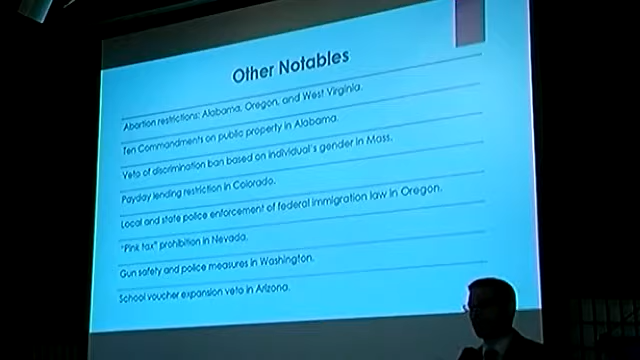 Other Notables
Abortion restrictions: Alabama, Oregon, and West Virginia.
Ten Commandments on public property in Alabama.
Veto of discrimination ban based on individual's gender in Mass.
Payday lending restriction in Colorado.
Local and state police enforcement of federal immigration law in Oregon.
"Pink tax" prohibition in Nevada.
Gun safety and police measures in Washington.
School voucher expansion veto in Arizona.